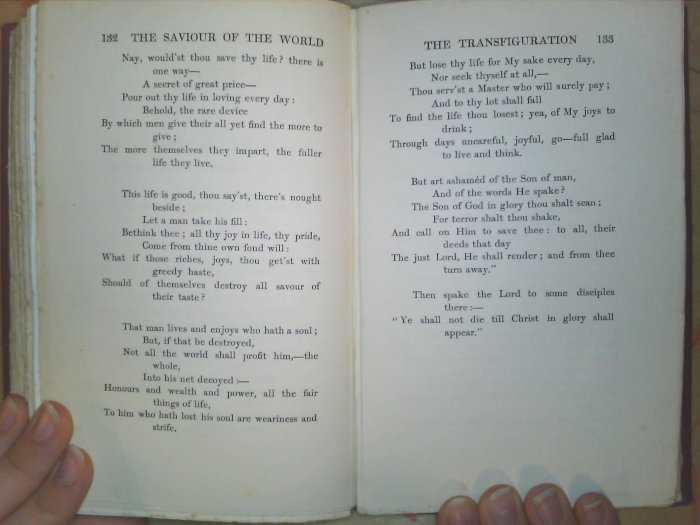 132 THE SAVIOUR OF THE WORLD
Nay, would'st thou save thy life? there is
one way—
A secret of great price—
Pour out thy life in loving every day:
Behold, the rare device
By which men give their all yet find the more to
give;
The more themselves they impart, the fuller
life they live.
This life is good, thou say'st, there's nought
beside;
Let a man take his fill:
Bethink thee; all thy joy in life, thy pride,
Come from thine own fond will:
What if those riches, joys, thou get'st with
greedy haste,
Should of themselves destroy all savour of
their taste?
That man lives and enjoys who hath a soul;
But, if that be destroyed,
Not all the world shall profit him,—the
whole,
Into his net decoyed:—
Honours and wealth and power, all the fair
things of life,
To him who hath lost his soul are weariness and
strife.
THE TRANSFIGURATION 133
But lose thy life for My sake every day,
Nor seek thyself at all,—
Thou serv'st a Master who will surely pay;
And to thy lot shall fall
To find the life thou losest; yea, of My joys to
drink;
Through days uncareful, joyful, go—full glad
to live and think.
But art ashaméd of the Son of man,
And of the words He spake?
The Son of God in glory thou shalt scan;
For terror shalt thou shake,
And call on Him to save thee: to all, their
deeds that day
The just Lord, He shall render; and from thee
turn away."
Then spake the Lord to some disciples
there:—
"Ye shall not die till Christ in glory shall
appear."